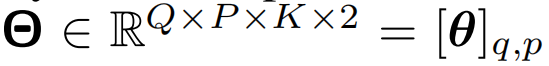 𝚯 ∈ ℝ^{Q×P×K×2} = [𝜽]_{q,p}